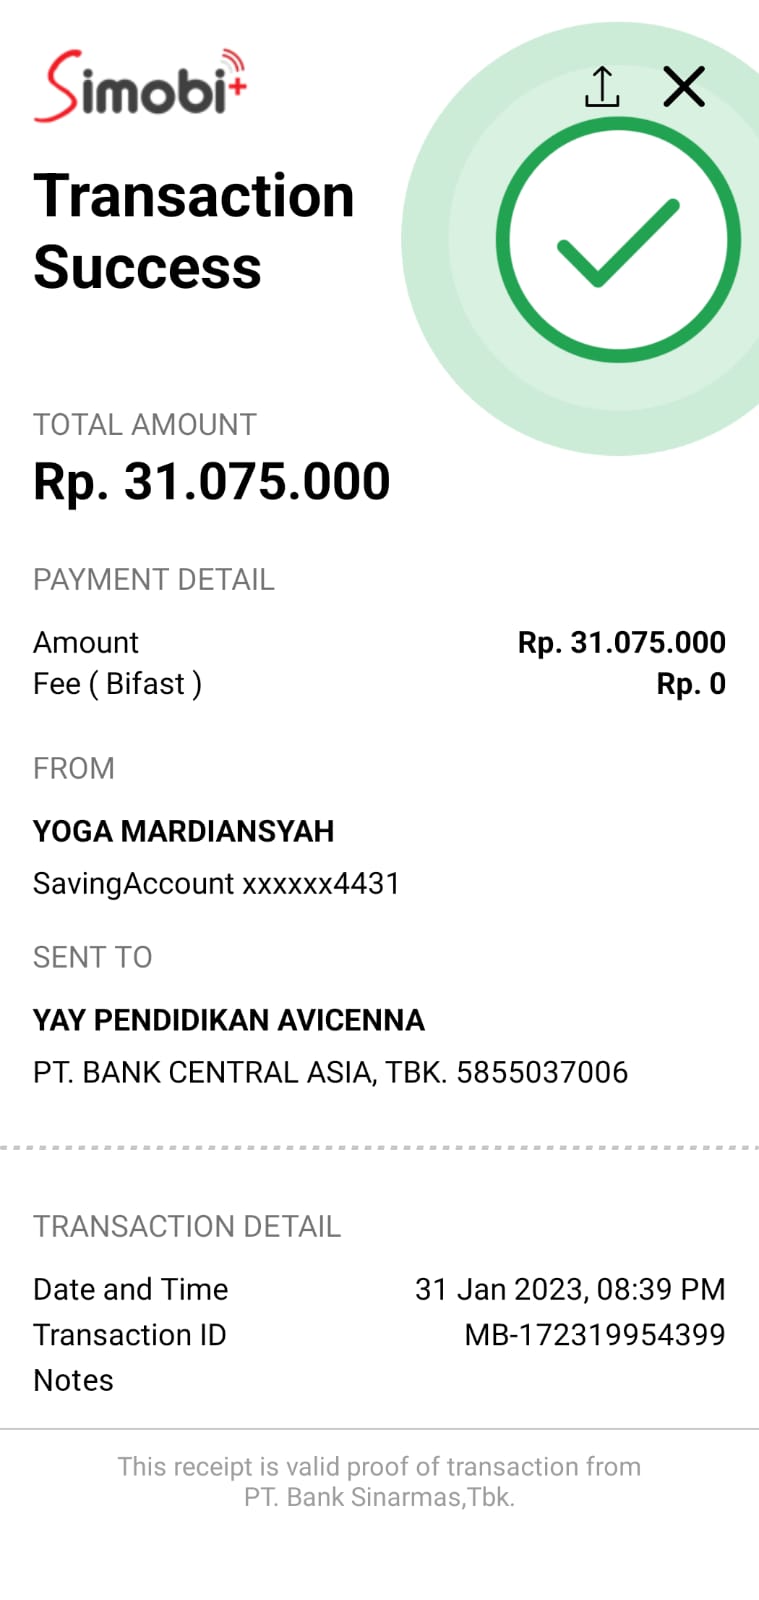 Simobi+
Transaction
Success
TOTAL AMOUNT
Rp. 31.075.000
PAYMENT DETAIL
Amount Rp. 31.075.000
Fee ( Bifast ) Rp. 0
FROM
YOGA MARDIANSYAH
SavingAccount xxxxxx4431
SENT TO
YAY PENDIDIKAN AVICENNA
PT. BANK CENTRAL ASIA, TBK. 5855037006
TRANSACTION DETAIL
Date and Time 31 Jan 2023, 08:39 PM
Transaction ID MB-172319954399
Notes
This receipt is valid proof of transaction from
PT. Bank Sinarmas,Tbk.